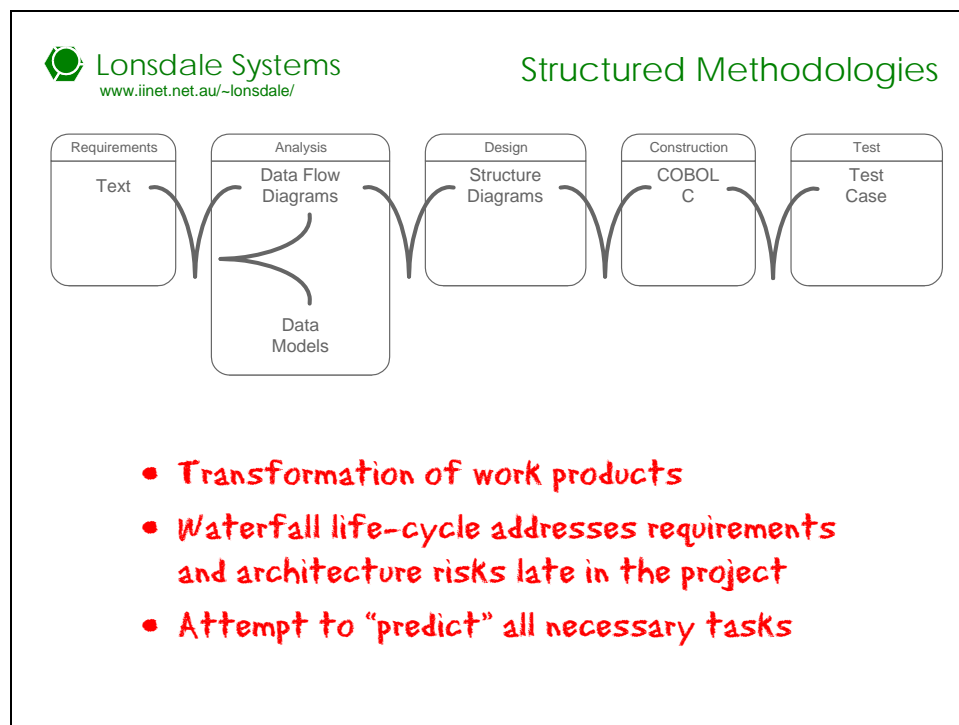 Lonsdale Systems
www.iinet.net.au/~lonsdale/
Structured Methodologies
Requirements
Text
Analysis
Data Flow
Diagrams
Data
Models
Design
Structure
Diagrams
Construction
COBOL
C
Test
Test
Case
• Transformation of work products
• Waterfall life-cycle addresses requirements
and architecture risks late in the project
• Attempt to “predict” all necessary tasks